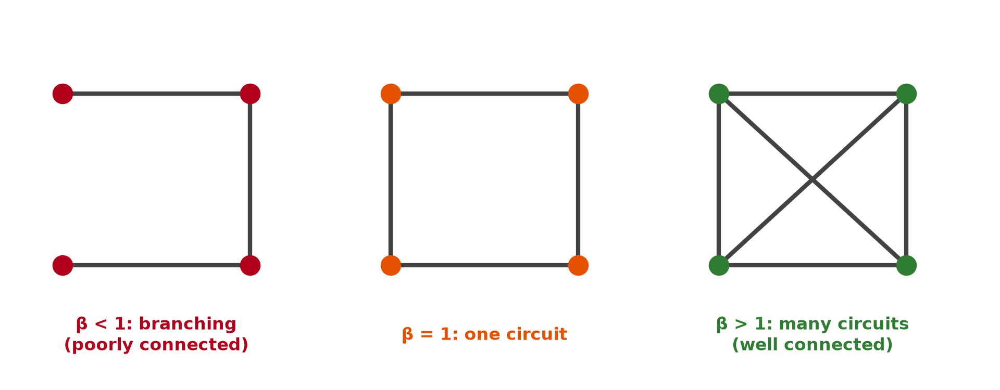 β < 1: branching
(poorly connected)
β = 1: one circuit
β > 1: many circuits
(well connected)